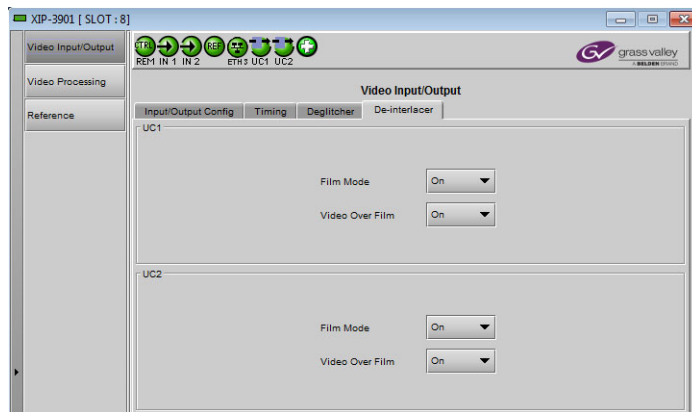 XIP-3901 [ SLOT : 8]
Video Input/Output
Video Processing
Reference
CTRL REF
REM IN 1 IN 2 ETH3 UC1 UC2
grass valley
A BELDEN BRAND
Video Input/Output
Input/Output Config Timing Deglitcher De-interlacer
UC1
Film Mode On
Video Over Film On
UC2
Film Mode On
Video Over Film On